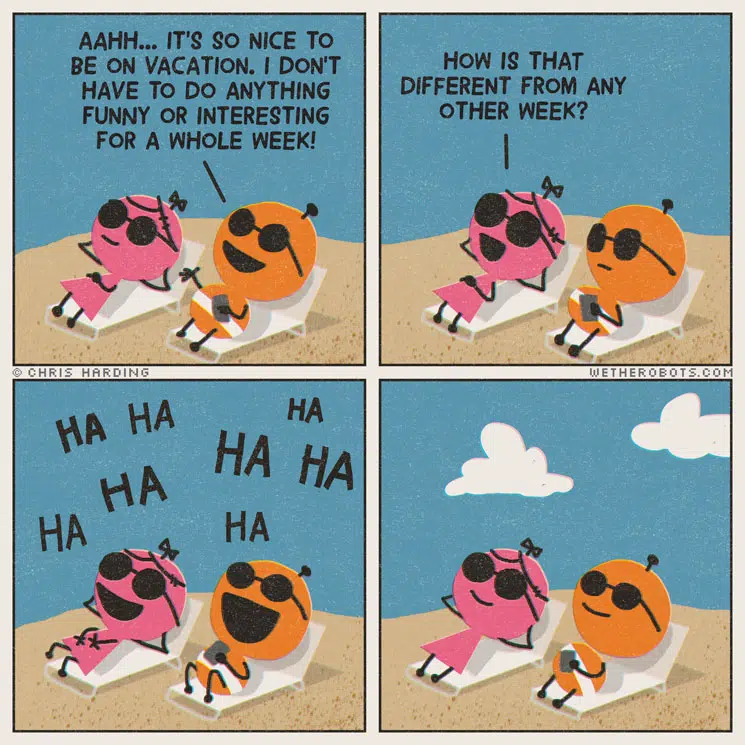 AAHH... IT'S SO NICE TO
BE ON VACATION. I DON'T
HAVE TO DO ANYTHING
FUNNY OR INTERESTING
FOR A WHOLE WEEK!
HOW IS THAT
DIFFERENT FROM ANY
OTHER WEEK?
© CHRIS HARDING
WETHEROBOTS.COM
HA HA HA
HA HA
HA
HA HA